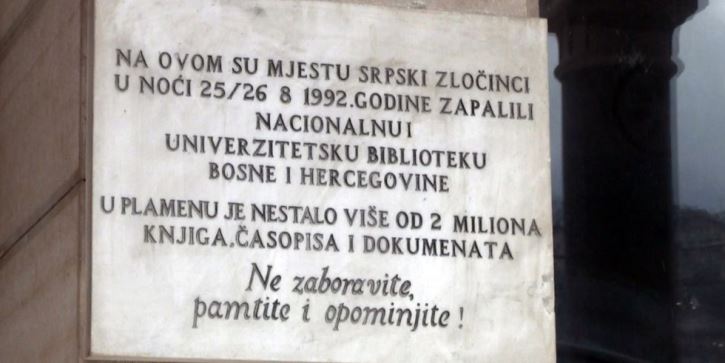 NA OVOM SU MJESTU SRPSKI ZLOČINCI
U NOĆI 25/26 8 1992.GODINE ZAPALILI
NACIONALNU I
UNIVERZITETSKU BIBLIOTEKU
BOSNE I HERCEGOVINE
U PLAMENU JE NESTALO VIŠE OD 2 MILIONA
KNJIGA.ČASOPISA I DOKUMENATA
Ne zaboravite,
pamtite i opominjite !